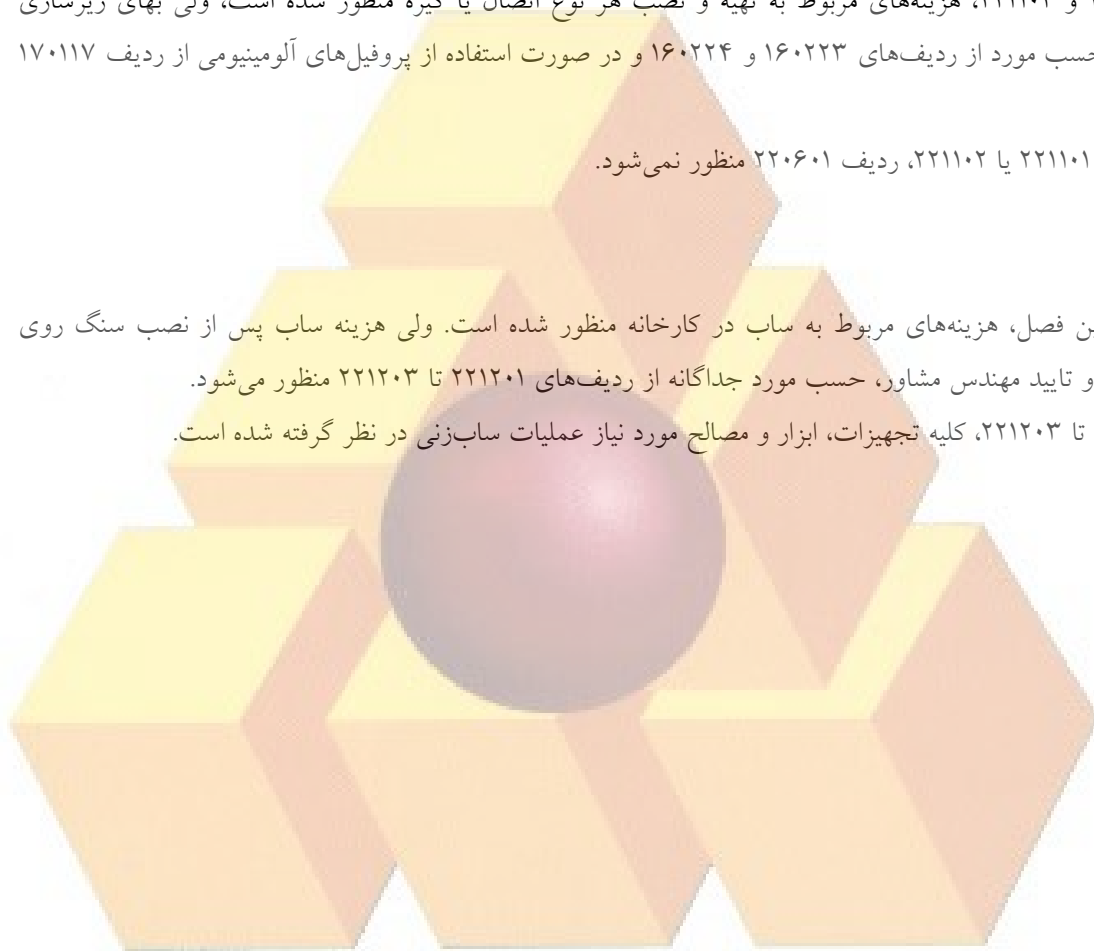 و ۲۲۱۱۰۲، هزینه‌های مربوط به تهیه و نصب هر نوع اتصال یا گیره منظور شده است، ولی بهای زیرسازی
حسب مورد از ردیف‌های ۱۶۰۲۲۳ و ۱۶۰۲۲۴ و در صورت استفاده از پروفیل‌های آلومینیومی از ردیف ۱۷۰۱۱۷
۲۲۱۱۰۱ یا ۲۲۱۱۰۲، ردیف ۲۲۰۶۰۱ منظور نمی‌شود.
ین فصل، هزینه‌های مربوط به ساب در کارخانه منظور شده است. ولی هزینه ساب پس از نصب سنگ روی
و تایید مهندس مشاور، حسب مورد جداگانه از ردیف‌های ۲۲۱۲۰۱ تا ۲۲۱۲۰۳ منظور می‌شود.
تا ۲۲۱۲۰۳، کلیه تجهیزات، ابزار و مصالح مورد نیاز عملیات ساب‌زنی در نظر گرفته شده است.